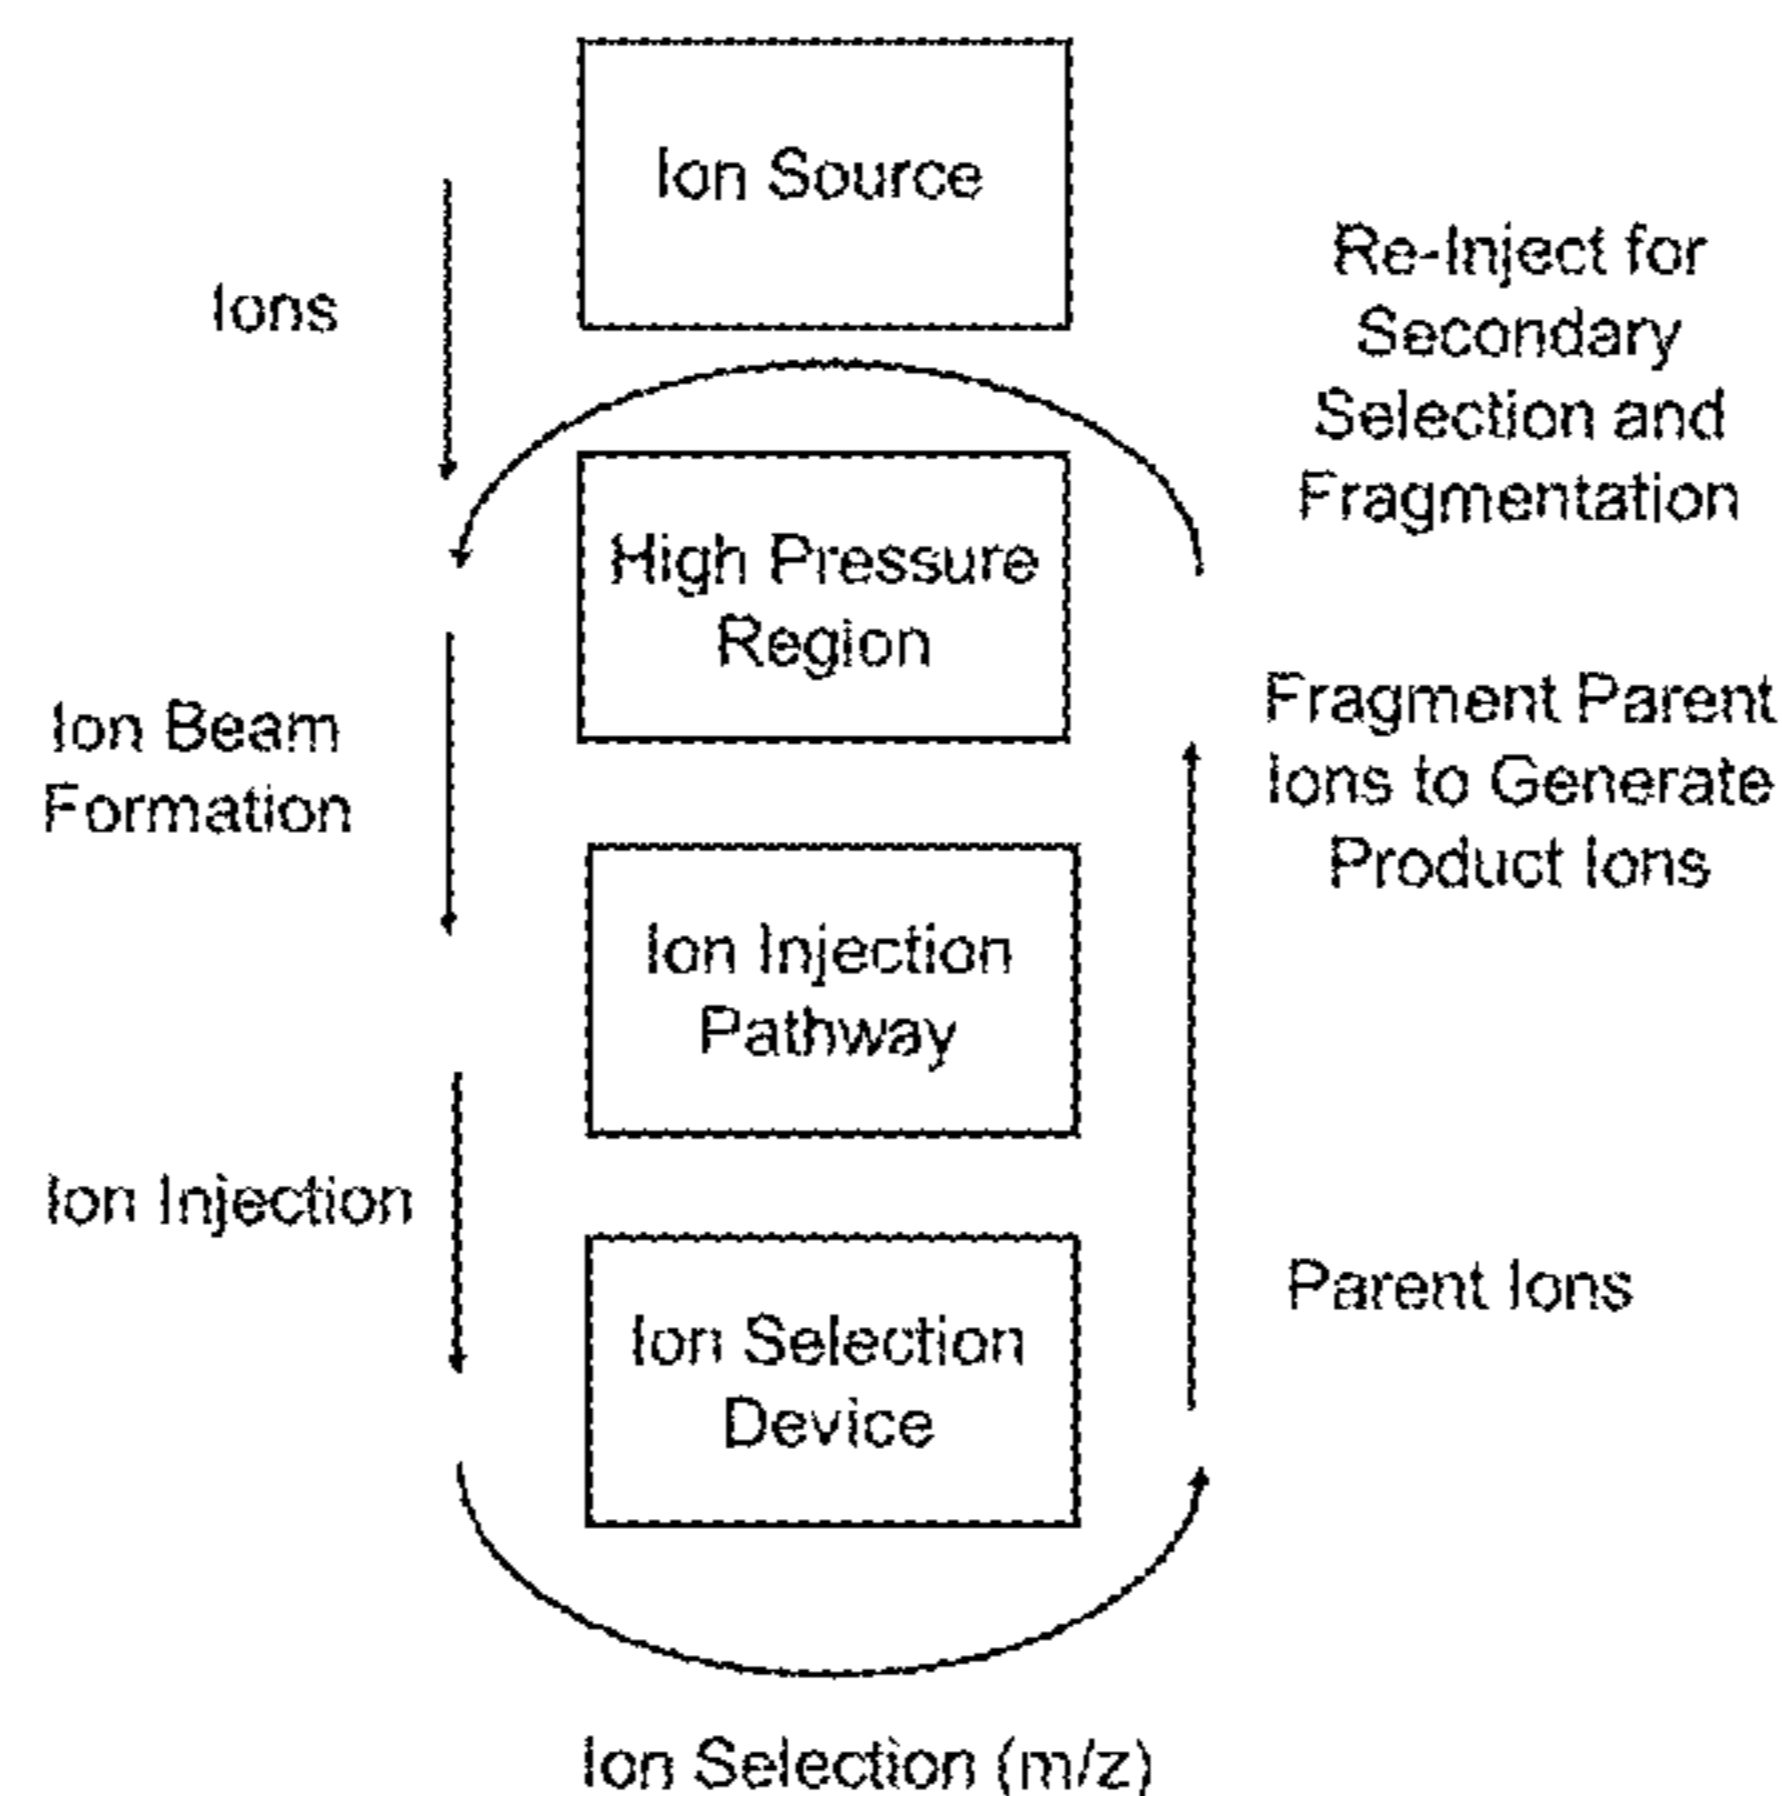 Ion Source
Ions
Re-Inject for
Secondary
Selection and
Fragmentation
High Pressure
Region
Ion Beam
Formation
Fragment Parent
Ions to Generate
Product Ions
Ion Injection
Pathway
Ion Injection
Parent Ions
Ion Selection
Device
Ion Selection (m/z)